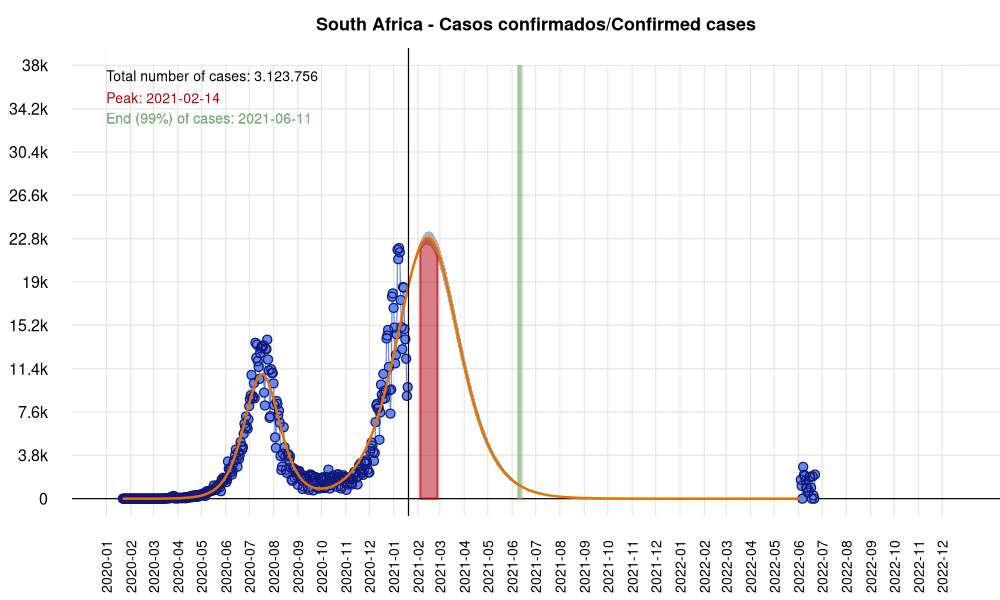 South Africa - Casos confirmados/Confirmed cases
38k
34.2k
30.4k
26.6k
22.8k
19k
15.2k
11.4k
7.6k
3.8k
0
Total number of cases: 3.123.756
Peak: 2021-02-14
End (99%) of cases: 2021-06-11
2020-01
2020-02
2020-03
2020-04
2020-05
2020-06
2020-07
2020-08
2020-09
2020-10
2020-11
2020-12
2021-01
2021-02
2021-03
2021-04
2021-05
2021-06
2021-07
2021-08
2021-09
2021-10
2021-11
2021-12
2022-01
2022-02
2022-03
2022-04
2022-05
2022-06
2022-07
2022-08
2022-09
2022-10
2022-11
2022-12